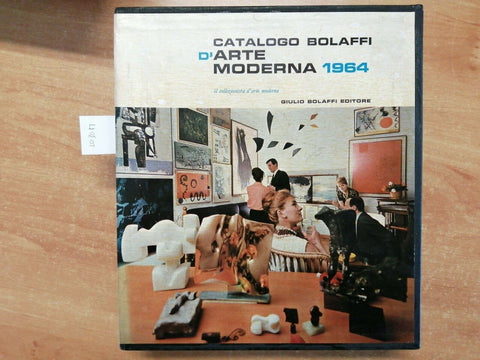 CATALOGO BOLAFFI
D'ARTE
MODERNA 1964
il collezionista d'arte moderna
GIULIO BOLAFFI EDITORE